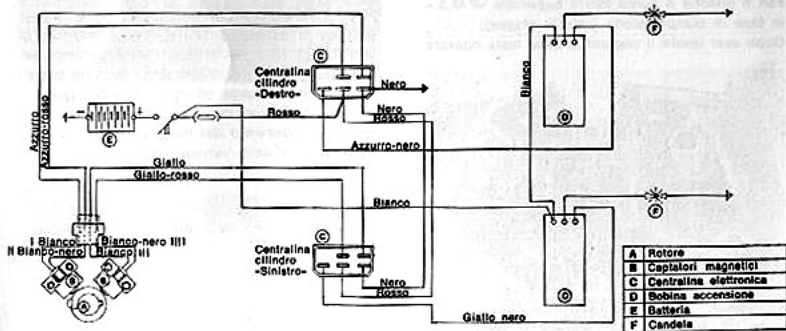 C
Centralina
cilindro
-Destro-
Nero
Rosso
Nero
Rosso
Azzurro-nero
Azzurro
Azzurro-rosso
E
Bianco
D
F
Giallo
Giallo-rosso
Bianco
F
I Bianco
Bianco-nero IIII
II Bianco-nero
Bianco III
C
Centralina
cilindro
-Sinistro-
Nero
Rosso
Giallo nero
D
A
A Rotore
B Captatori magnetici
C Centralina elettronica
D Bobina accensione
E Batteria
F Candela